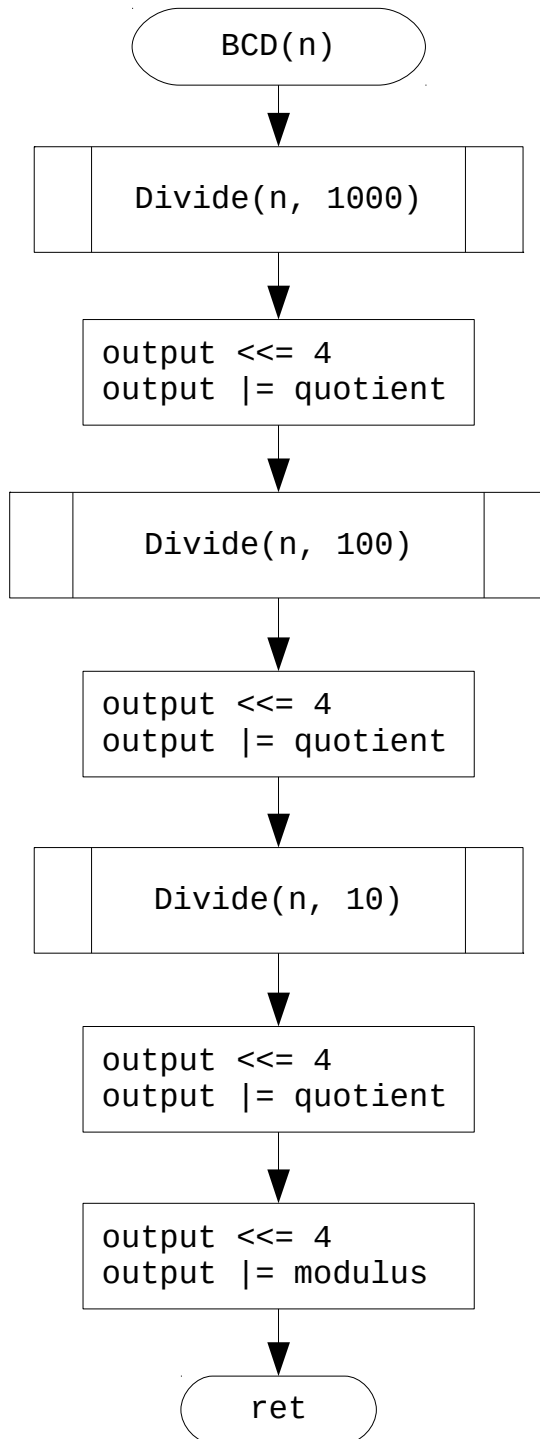 BCD(n)
Divide(n, 1000)
output <<= 4
output |= quotient
Divide(n, 100)
output <<= 4
output |= quotient
Divide(n, 10)
output <<= 4
output |= quotient
output <<= 4
output |= modulus
ret